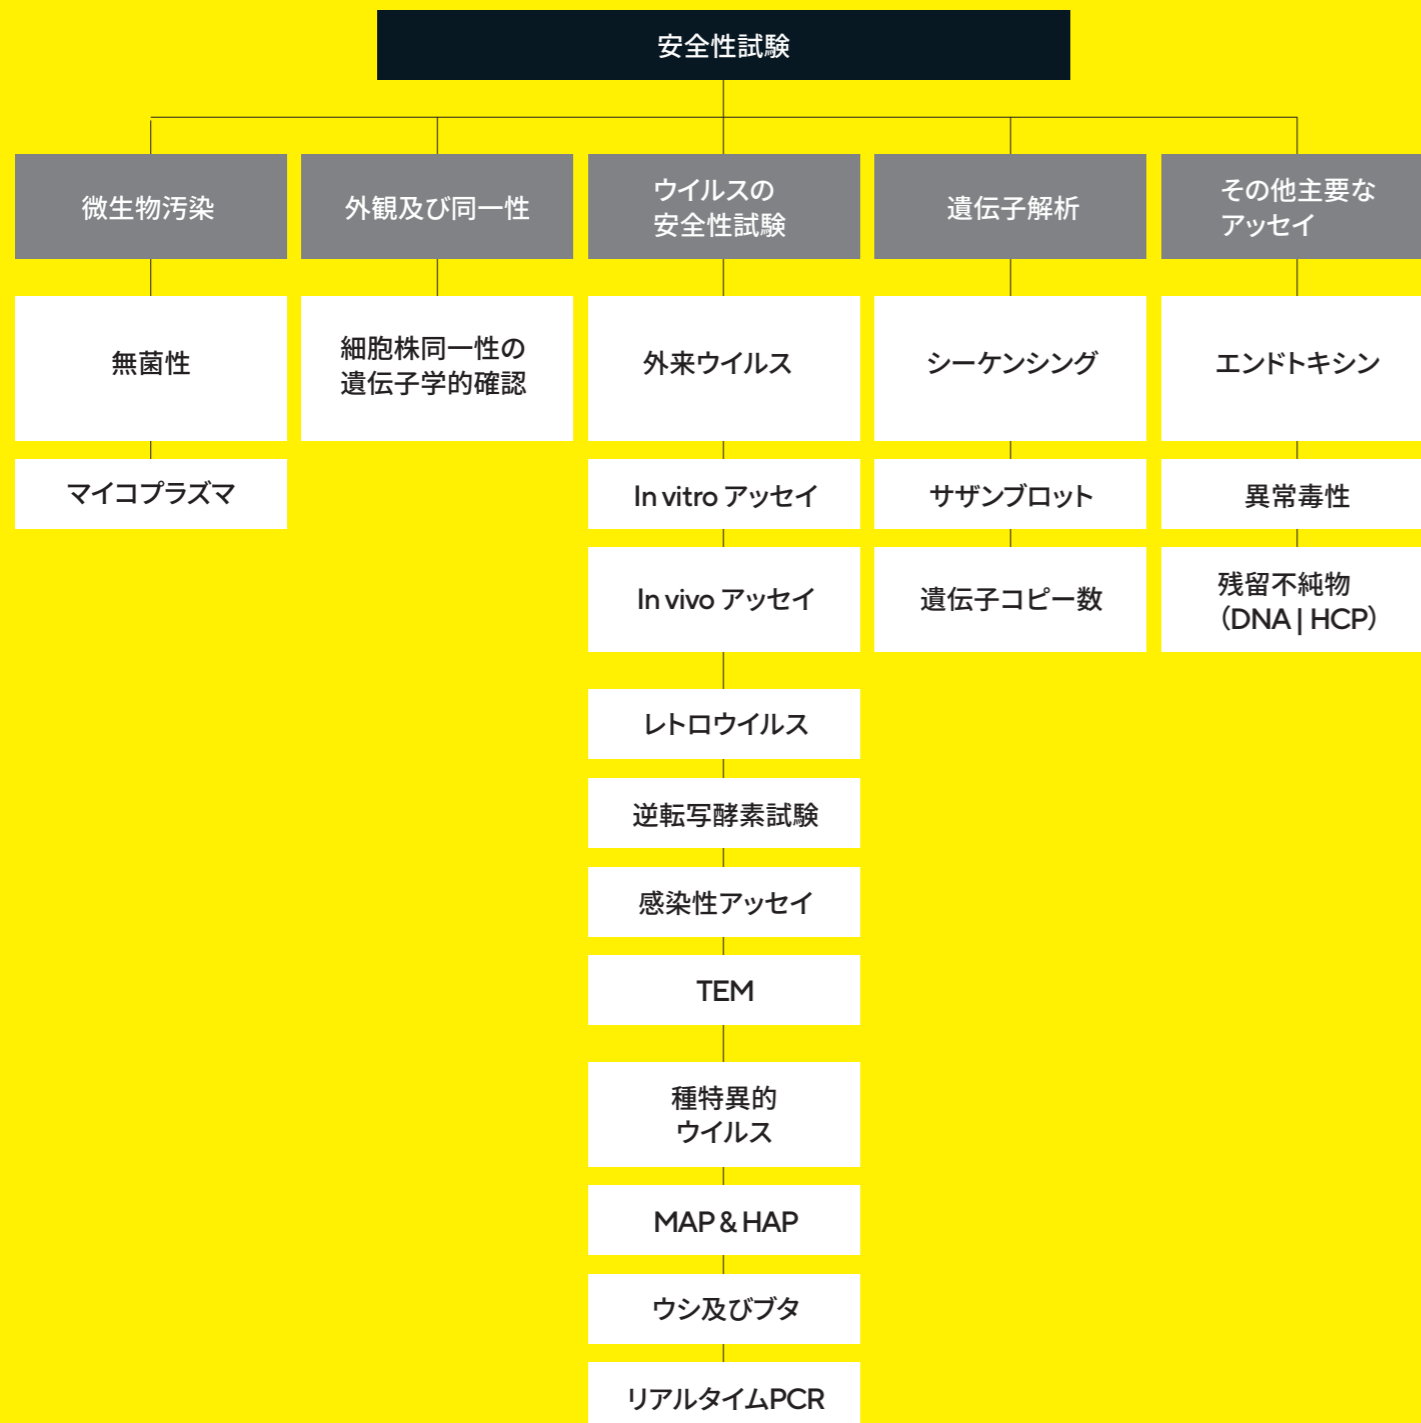 安全性試験
微生物汚染
外観及び同一性
ウイルスの
安全性試験
遺伝子解析
その他主要な
アッセイ
無菌性
マイコプラズマ
細胞株同一性の
遺伝子学的確認
外来ウイルス
In vitro アッセイ
In vivo アッセイ
レトロウイルス
逆転写酵素試験
感染性アッセイ
TEM
種特異的
ウイルス
MAP & HAP
ウシ及びブタ
リアルタイムPCR
シーケンシング
サザンブロット
遺伝子コピー数
エンドトキシン
異常毒性
残留不純物
（DNA | HCP）